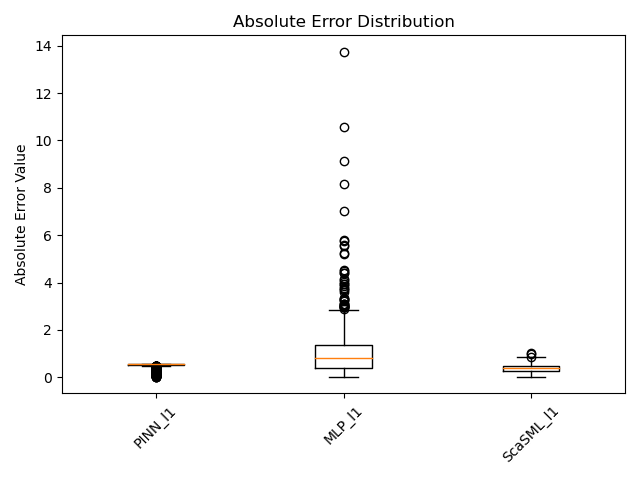 Absolute Error Distribution
Absolute Error Value
14
12
10
8
6
4
2
0
PINN_l1
MLP_l1
ScaSML_l1